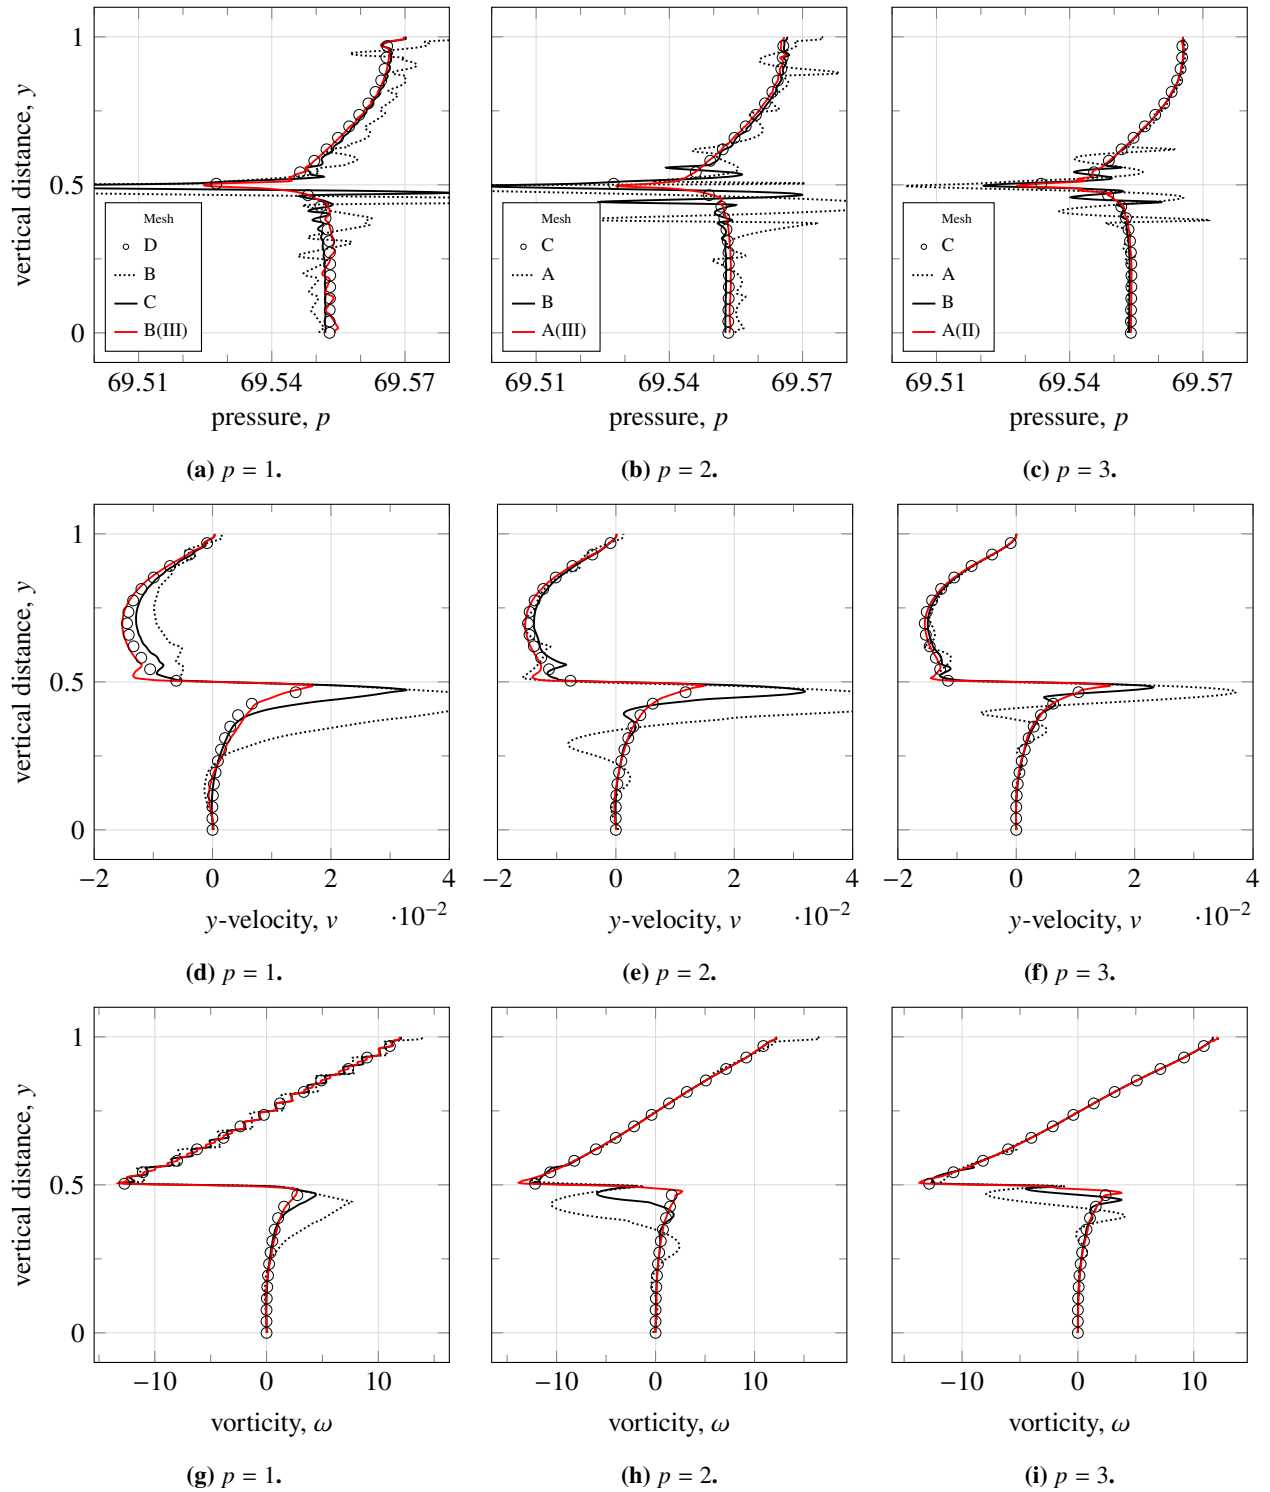 vertical distance, y
1
0.5
0
Mesh
D
B
C
B(III)
69.51
69.54
69.57
pressure, p
(a) p = 1.
Mesh
C
A
B
A(III)
69.51
69.54
69.57
pressure, p
(b) p = 2.
Mesh
C
A
B
A(II)
69.51
69.54
69.57
pressure, p
(c) p = 3.
vertical distance, y
1
0.5
0
−2
0
2
4
·10⁻²
y-velocity, v
(d) p = 1.
−2
0
2
4
·10⁻²
y-velocity, v
(e) p = 2.
−2
0
2
4
·10⁻²
y-velocity, v
(f) p = 3.
vertical distance, y
1
0.5
0
−10
0
10
vorticity, ω
(g) p = 1.
−10
0
10
vorticity, ω
(h) p = 2.
−10
0
10
vorticity, ω
(i) p = 3.